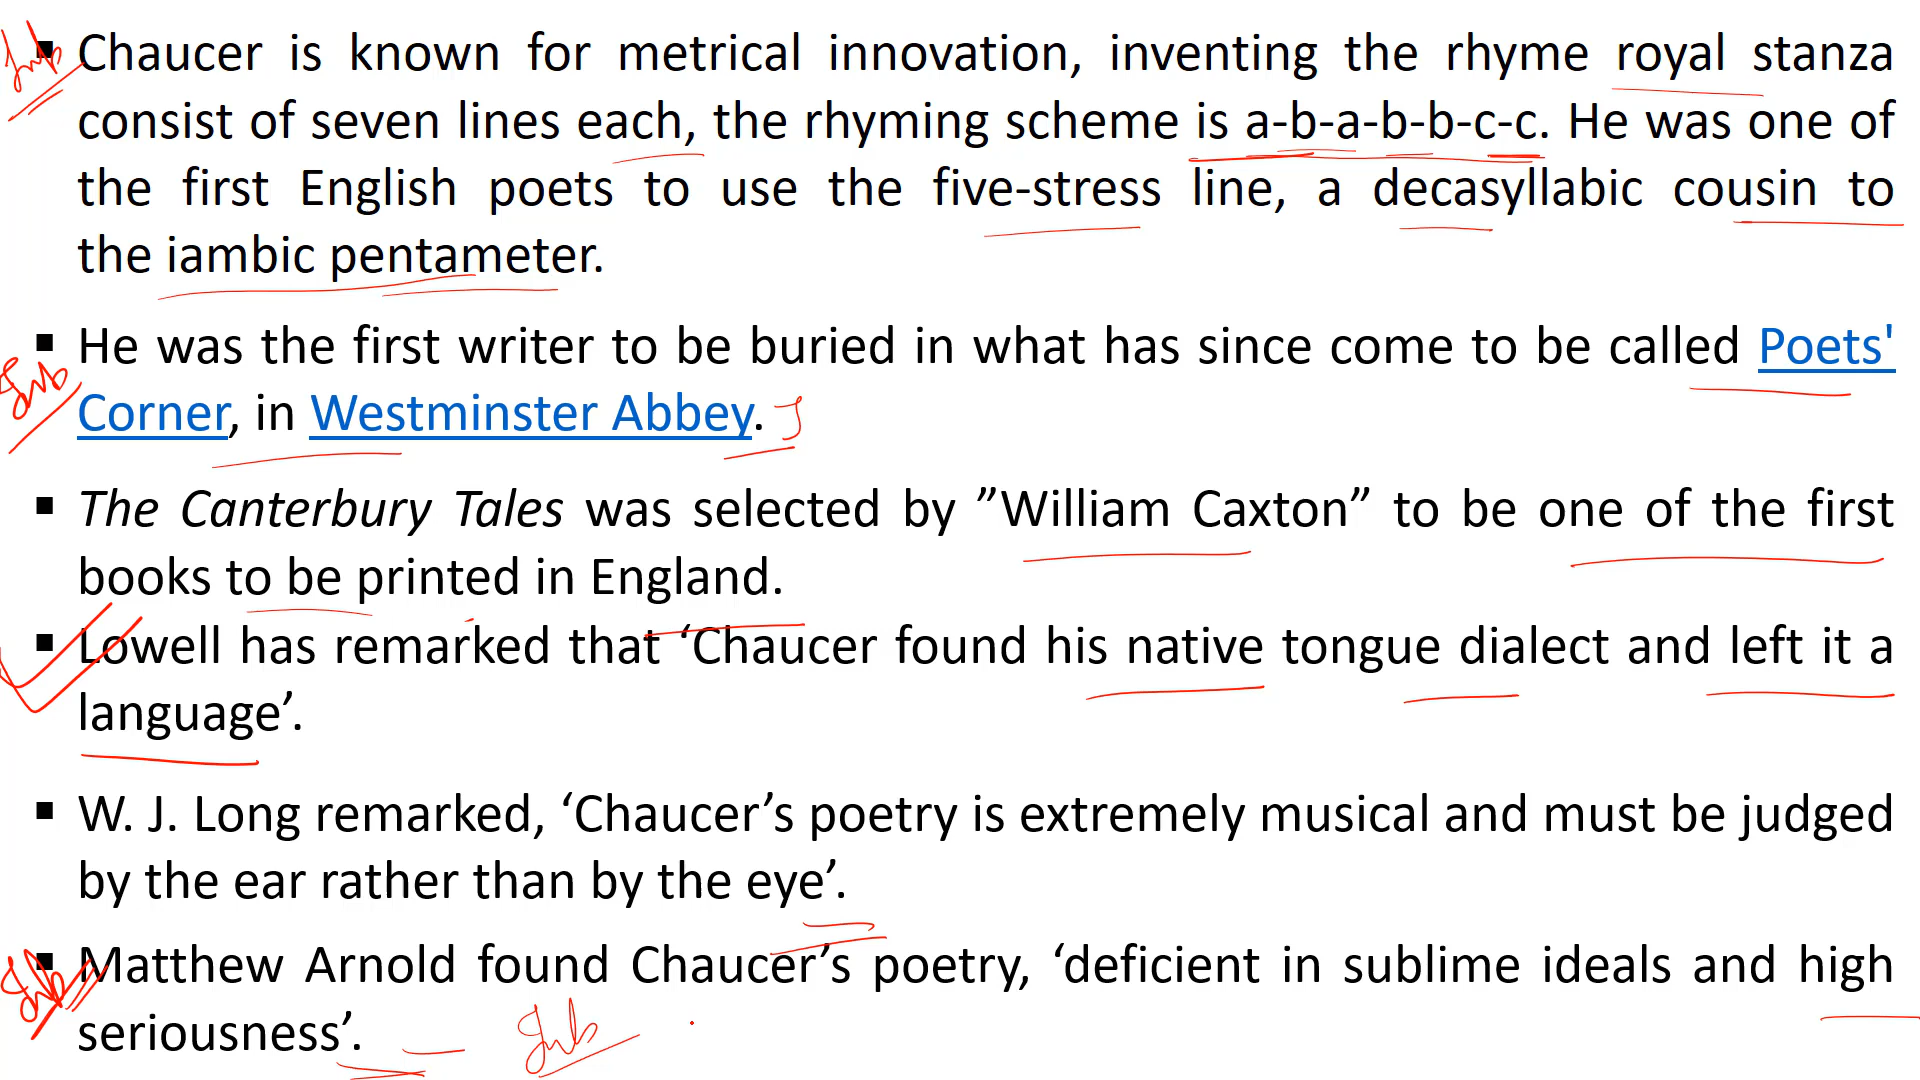 ▪ Chaucer is known for metrical innovation, inventing the rhyme royal stanza
consist of seven lines each, the rhyming scheme is a-b-a-b-b-c-c. He was one of
the first English poets to use the five-stress line, a decasyllabic cousin to
the iambic pentameter.
▪ He was the first writer to be buried in what has since come to be called Poets'
Corner, in Westminster Abbey.
▪ The Canterbury Tales was selected by ”William Caxton” to be one of the first
books to be printed in England.
▪ Lowell has remarked that ‘Chaucer found his native tongue dialect and left it a
language’.
▪ W. J. Long remarked, ‘Chaucer’s poetry is extremely musical and must be judged
by the ear rather than by the eye’.
▪ Matthew Arnold found Chaucer’s poetry, ‘deficient in sublime ideals and high
seriousness’.